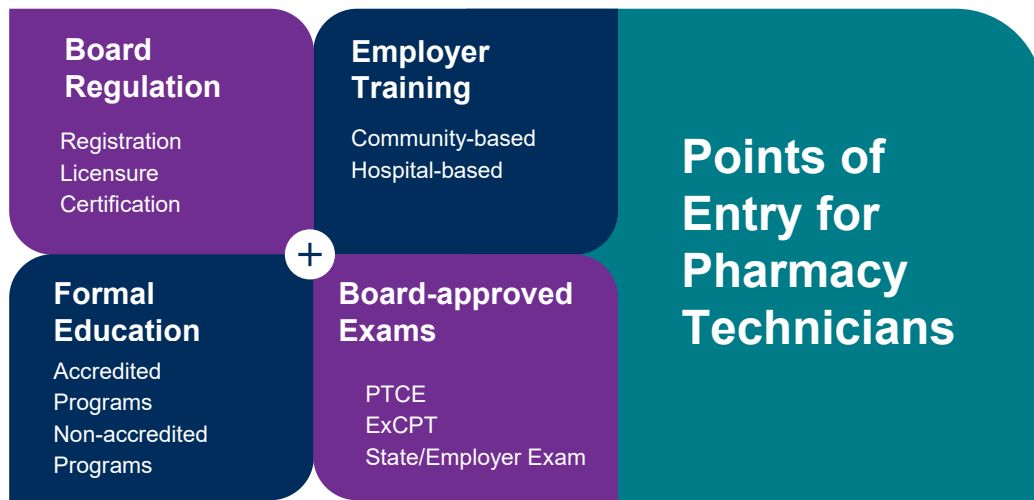 Board
Regulation
Registration
Licensure
Certification
Employer
Training
Community-based
Hospital-based
+
Formal
Education
Accredited
Programs
Non-accredited
Programs
Board-approved
Exams
PTCE
ExCPT
State/Employer Exam
Points of
Entry for
Pharmacy
Technicians